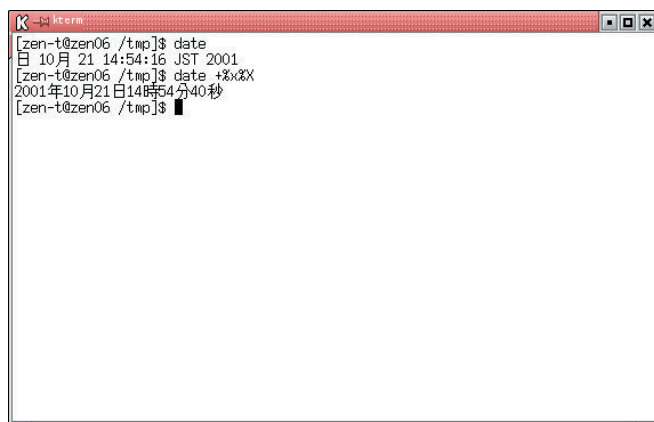 kterm
[zen-t@zen06 /tmp]$ date
日 10月 21 14:54:16 JST 2001
[zen-t@zen06 /tmp]$ date +%x%X
2001年10月21日14時54分40秒
[zen-t@zen06 /tmp]$